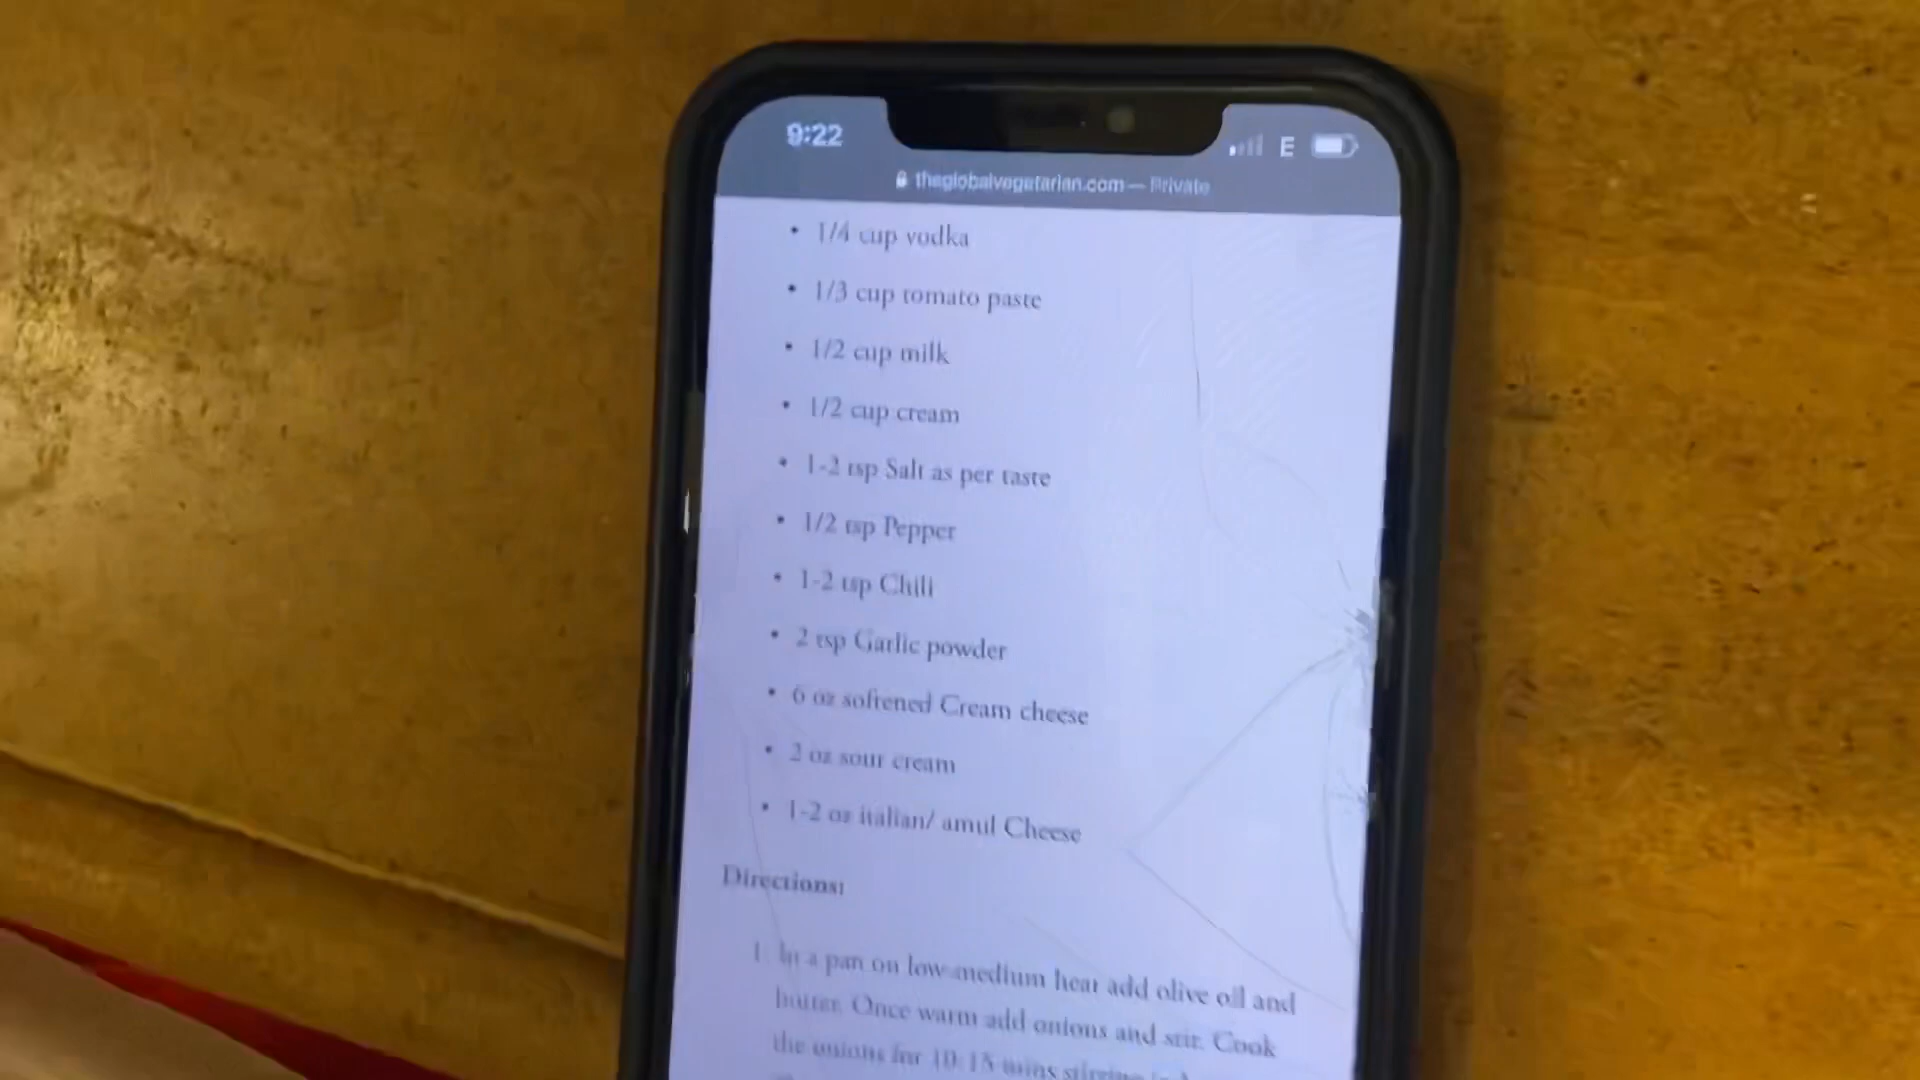 9:22
E
theglobalvegetarian.com — Private
• 1/4 cup vodka
• 1/3 cup tomato paste
• 1/2 cup milk
• 1/2 cup cream
• 1-2 tsp Salt as per taste
• 1/2 tsp Pepper
• 1-2 tsp Chili
• 2 tsp Garlic powder
• 6 oz softened Cream cheese
• 2 oz sour cream
• 1-2 oz italian/ amul Cheese
Directions:
1. In a pan on low-medium heat add olive oil and
butter. Once warm add onions and stir. Cook
the onions for 10-15 mins